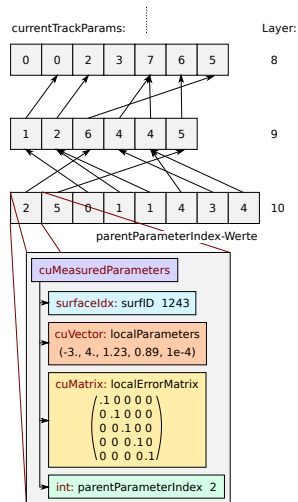 currentTrackParams: Layer:
0 0 2 3 7 6 5 8
1 2 6 4 4 5 9
2 5 0 1 1 4 3 4 10
parentParameterIndex-Werte
cuMeasuredParameters
surfaceIdx: surfID 1243
cuVector: localParameters
(-3., 4., 1.23, 0.89, 1e-4)
cuMatrix: localErrorMatrix
.1 0 0 0 0
0 .1 0 0 0
0 0 .1 0 0
0 0 0 .1 0
0 0 0 0 .1
int: parentParameterIndex 2